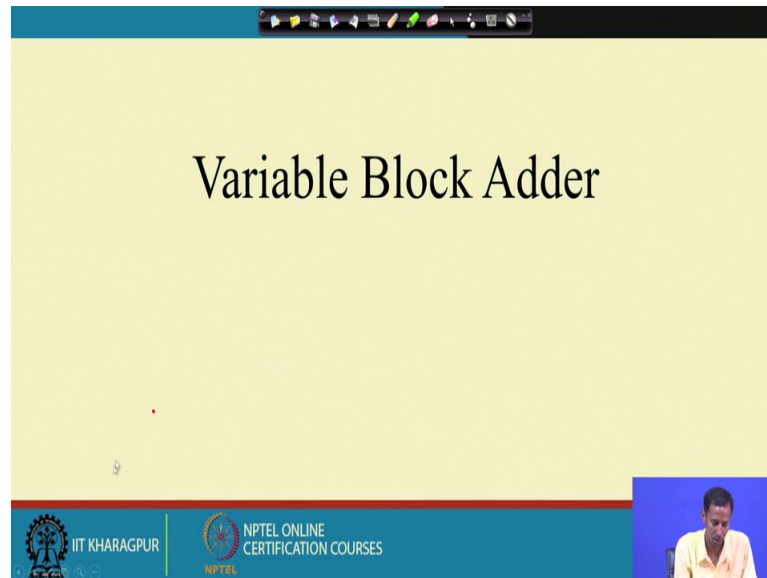 Variable Block Adder
IIT KHARAGPUR
NPTEL
NPTEL ONLINE
CERTIFICATION COURSES